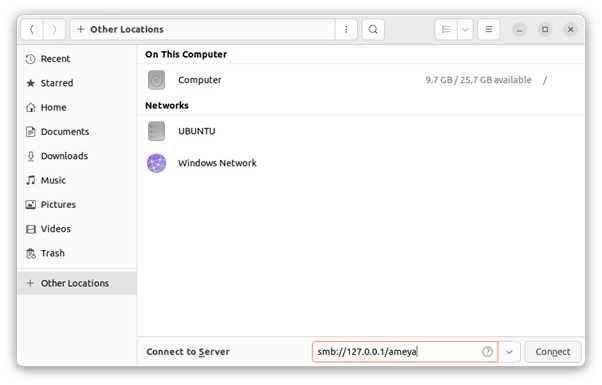 + Other Locations
Recent
Starred
Home
Documents
Downloads
Music
Pictures
Videos
Trash
+ Other Locations
On This Computer
Computer 9.7 GB / 25.7 GB available /
Networks
UBUNTU
Windows Network
Connect to Server smb://127.0.0.1/ameya ? Connect